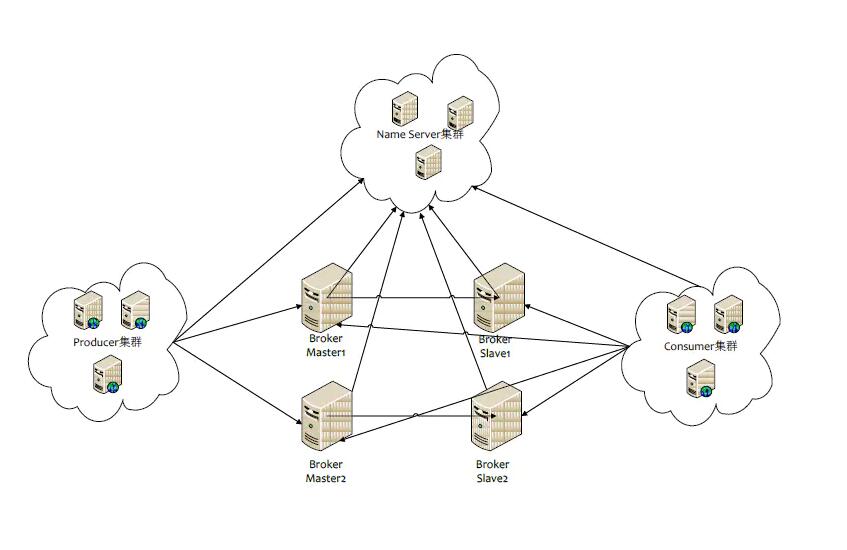 Name Server集群
Producer集群
Broker
Master1
Broker
Slave1
Consumer集群
Broker
Master2
Broker
Slave2